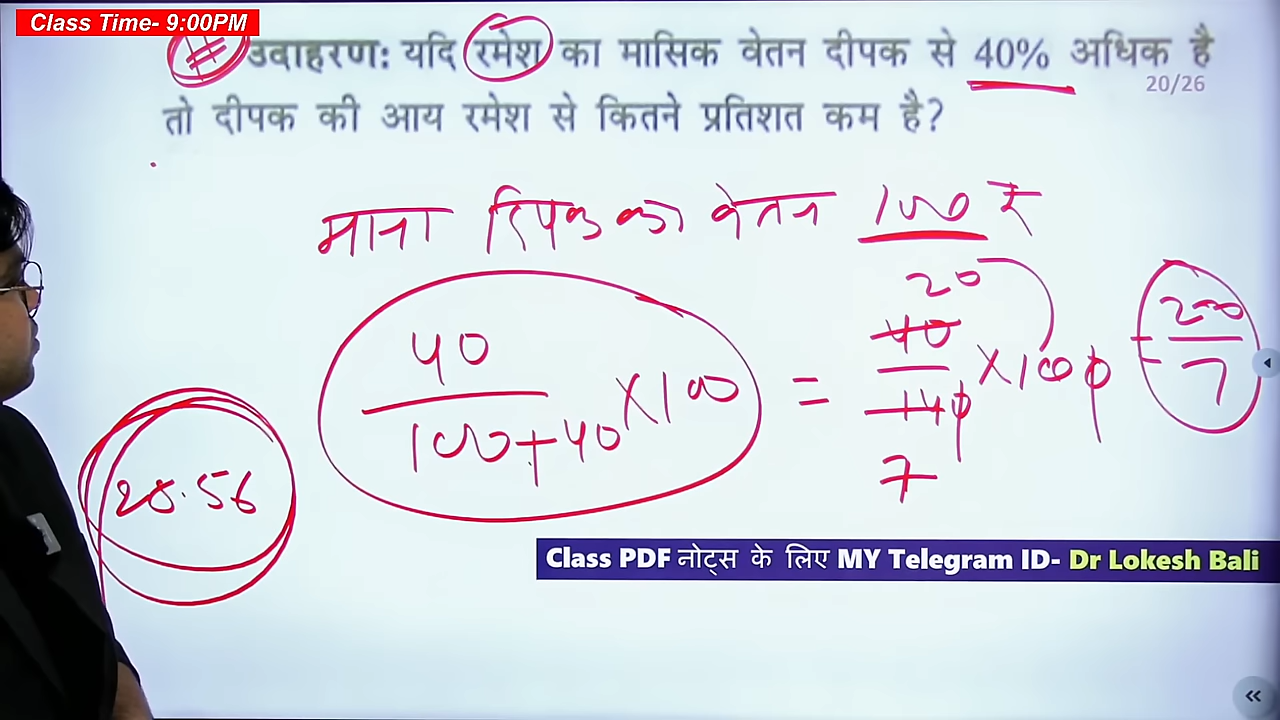 Class Time- 9:00PM
उदाहरण: यदि रमेश का मासिक वेतन दीपक से 40% अधिक है
20/26
तो दीपक की आय रमेश से कितने प्रतिशत कम है?
माना दिपक का वेतन 100 ₹
40 / 100+40 ×100 = 40 / 140 ×100 = 200 / 7
20
7
28.56
Class PDF नोट्स के लिए MY Telegram ID- Dr Lokesh Bali